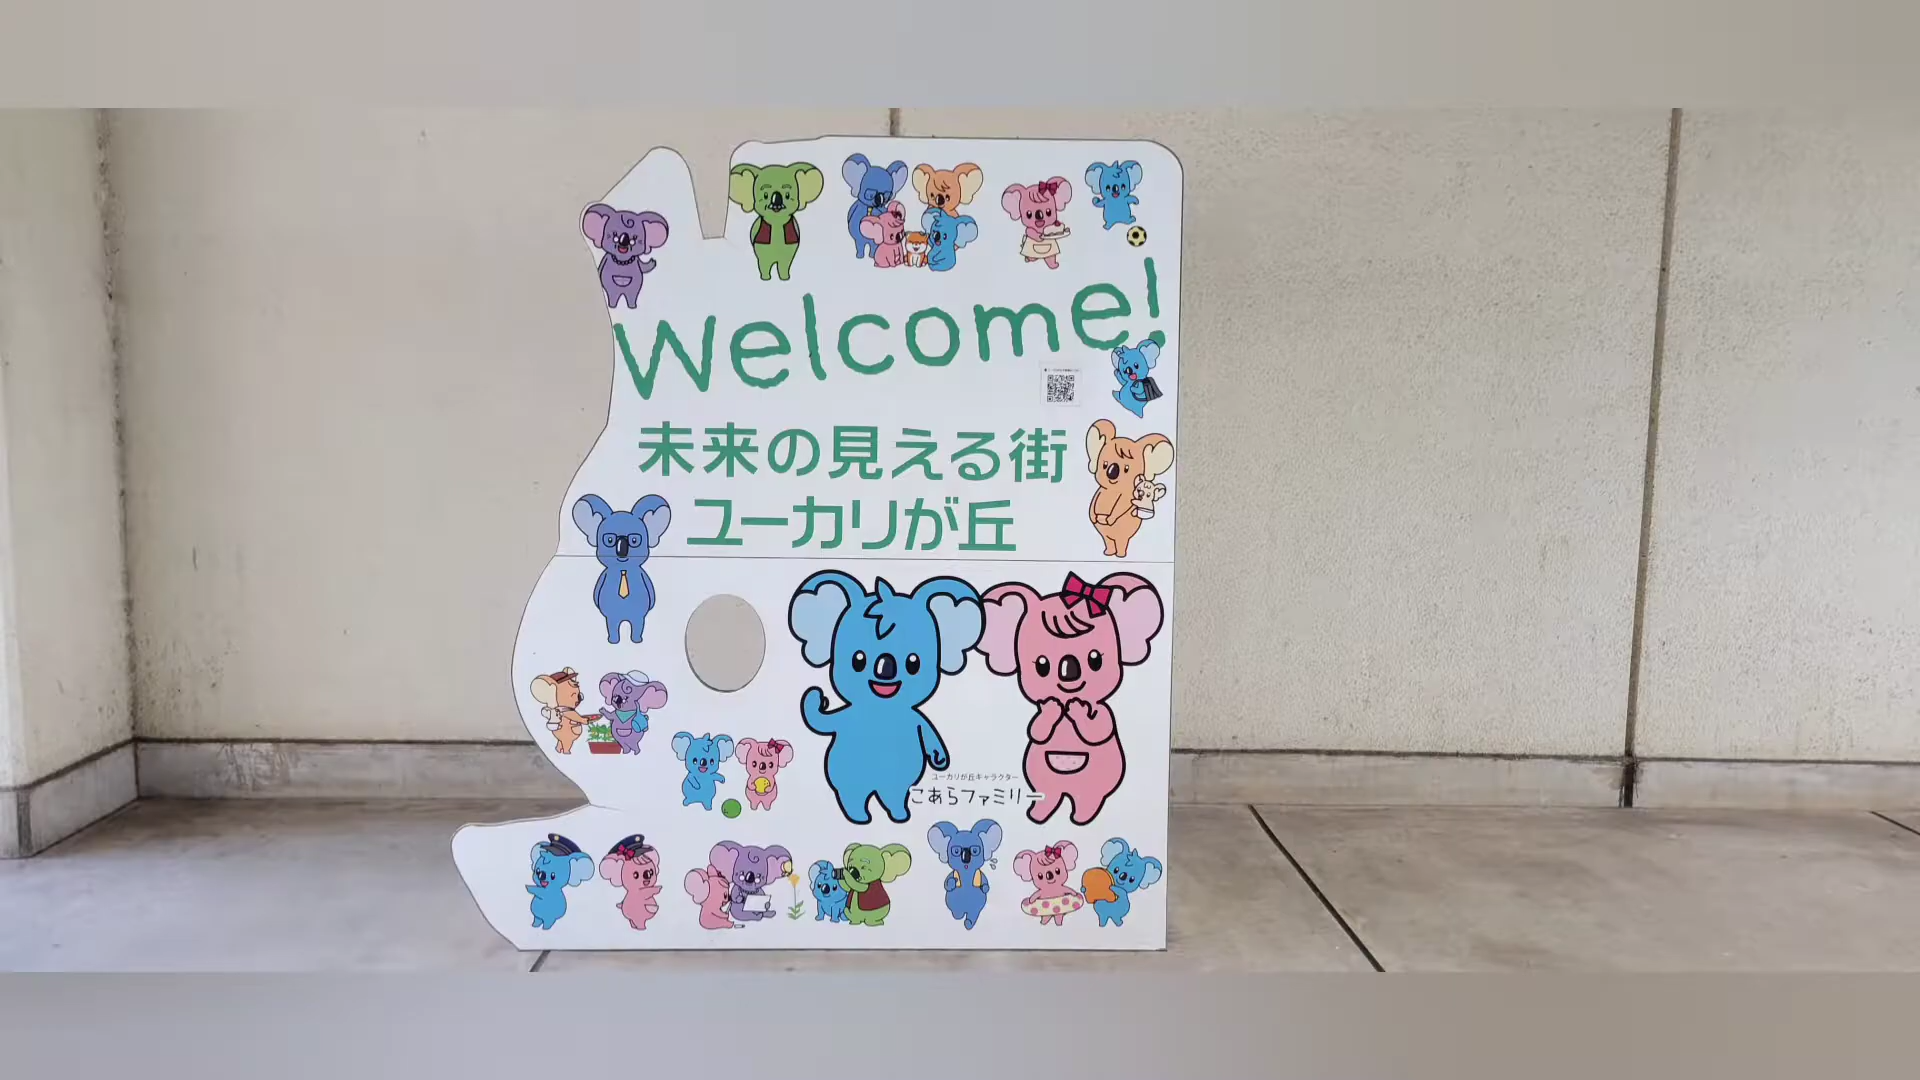 Welcome!
未来の見える街
ユーカリが丘
ユーカリが丘キャラクター
こあらファミリー